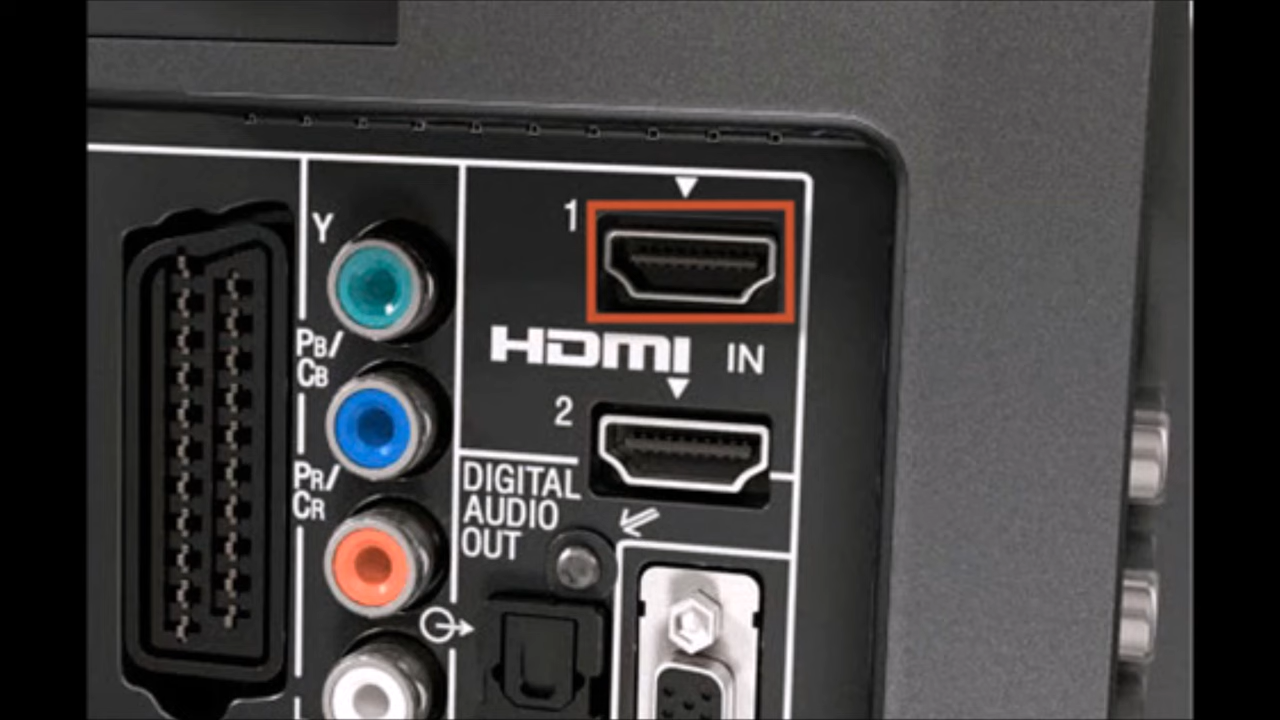 Y
PB/
CB
PR/
CR
1
HDMI IN
2
DIGITAL
AUDIO
OUT